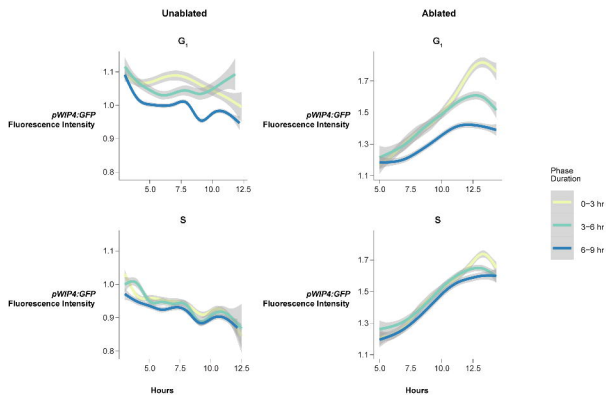 Unablated
Ablated
G1
G1
1.1
1.0
0.9
0.8
pWIP4:GFP
Fluorescence Intensity
5.0 7.5 10.0 12.5
1.7
1.5
1.3
1.1
pWIP4:GFP
Fluorescence Intensity
5.0 7.5 10.0 12.5
Phase
Duration
0–3 hr
3–6 hr
6–9 hr
S
S
1.1
1.0
0.9
0.8
pWIP4:GFP
Fluorescence Intensity
5.0 7.5 10.0 12.5
1.7
1.5
1.3
1.1
pWIP4:GFP
Fluorescence Intensity
5.0 7.5 10.0 12.5
Hours
Hours